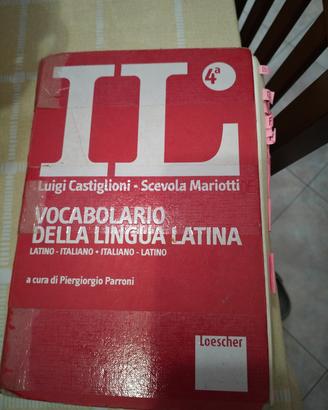 IL
4ª
Luigi Castiglioni - Scevola Mariotti
VOCABOLARIO
DELLA LINGUA LATINA
LATINO - ITALIANO • ITALIANO - LATINO
a cura di Piergiorgio Parroni
Loescher